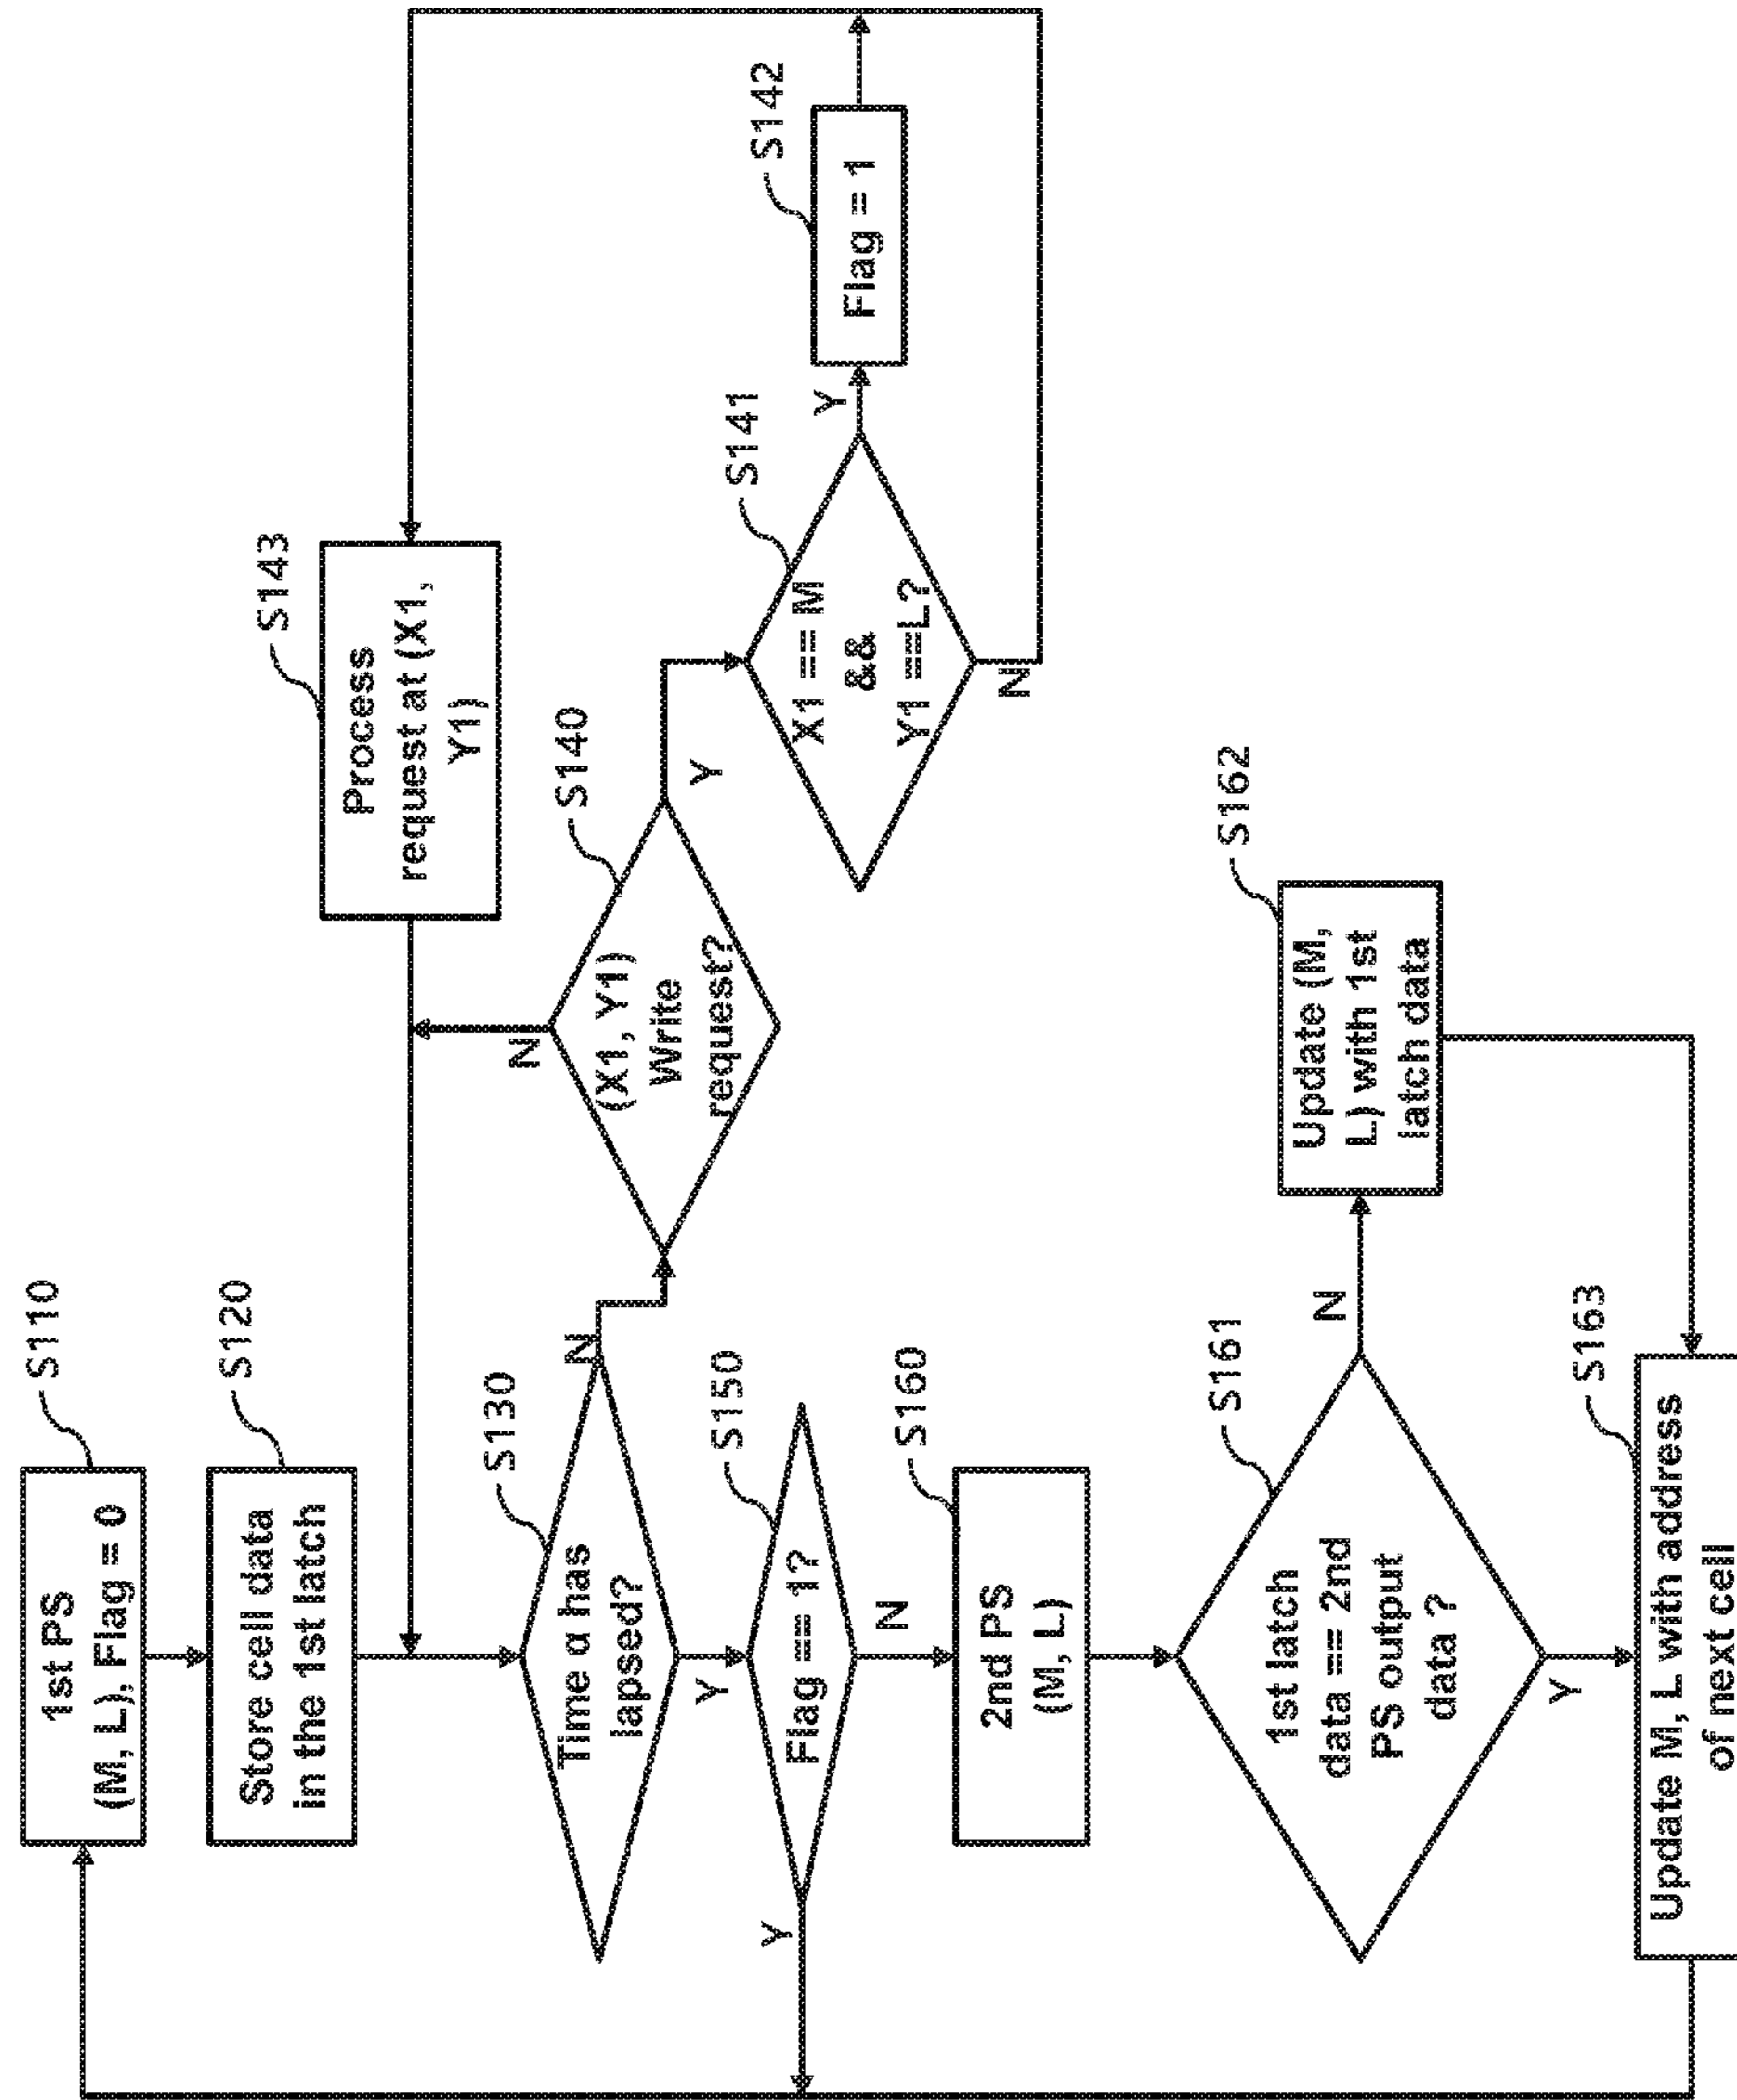 S110
1st PS
(M, L), Flag = 0
S120
Store cell data
in the 1st latch
S130
Time α has
lapsed?
N
Y
S140
(X1, Y1)
Write
request?
N
Y
S143
Process
request at (X1,
Y1)
S141
X1 == M
&&
Y1 ==L?
Y
N
S142
Flag = 1
S150
Flag == 1?
Y
N
S160
2nd PS
(M, L)
S161
1st latch
data == 2nd
PS output
data ?
N
Y
S162
Update (M,
L) with 1st
latch data
S163
Update M, L with address
of next cell